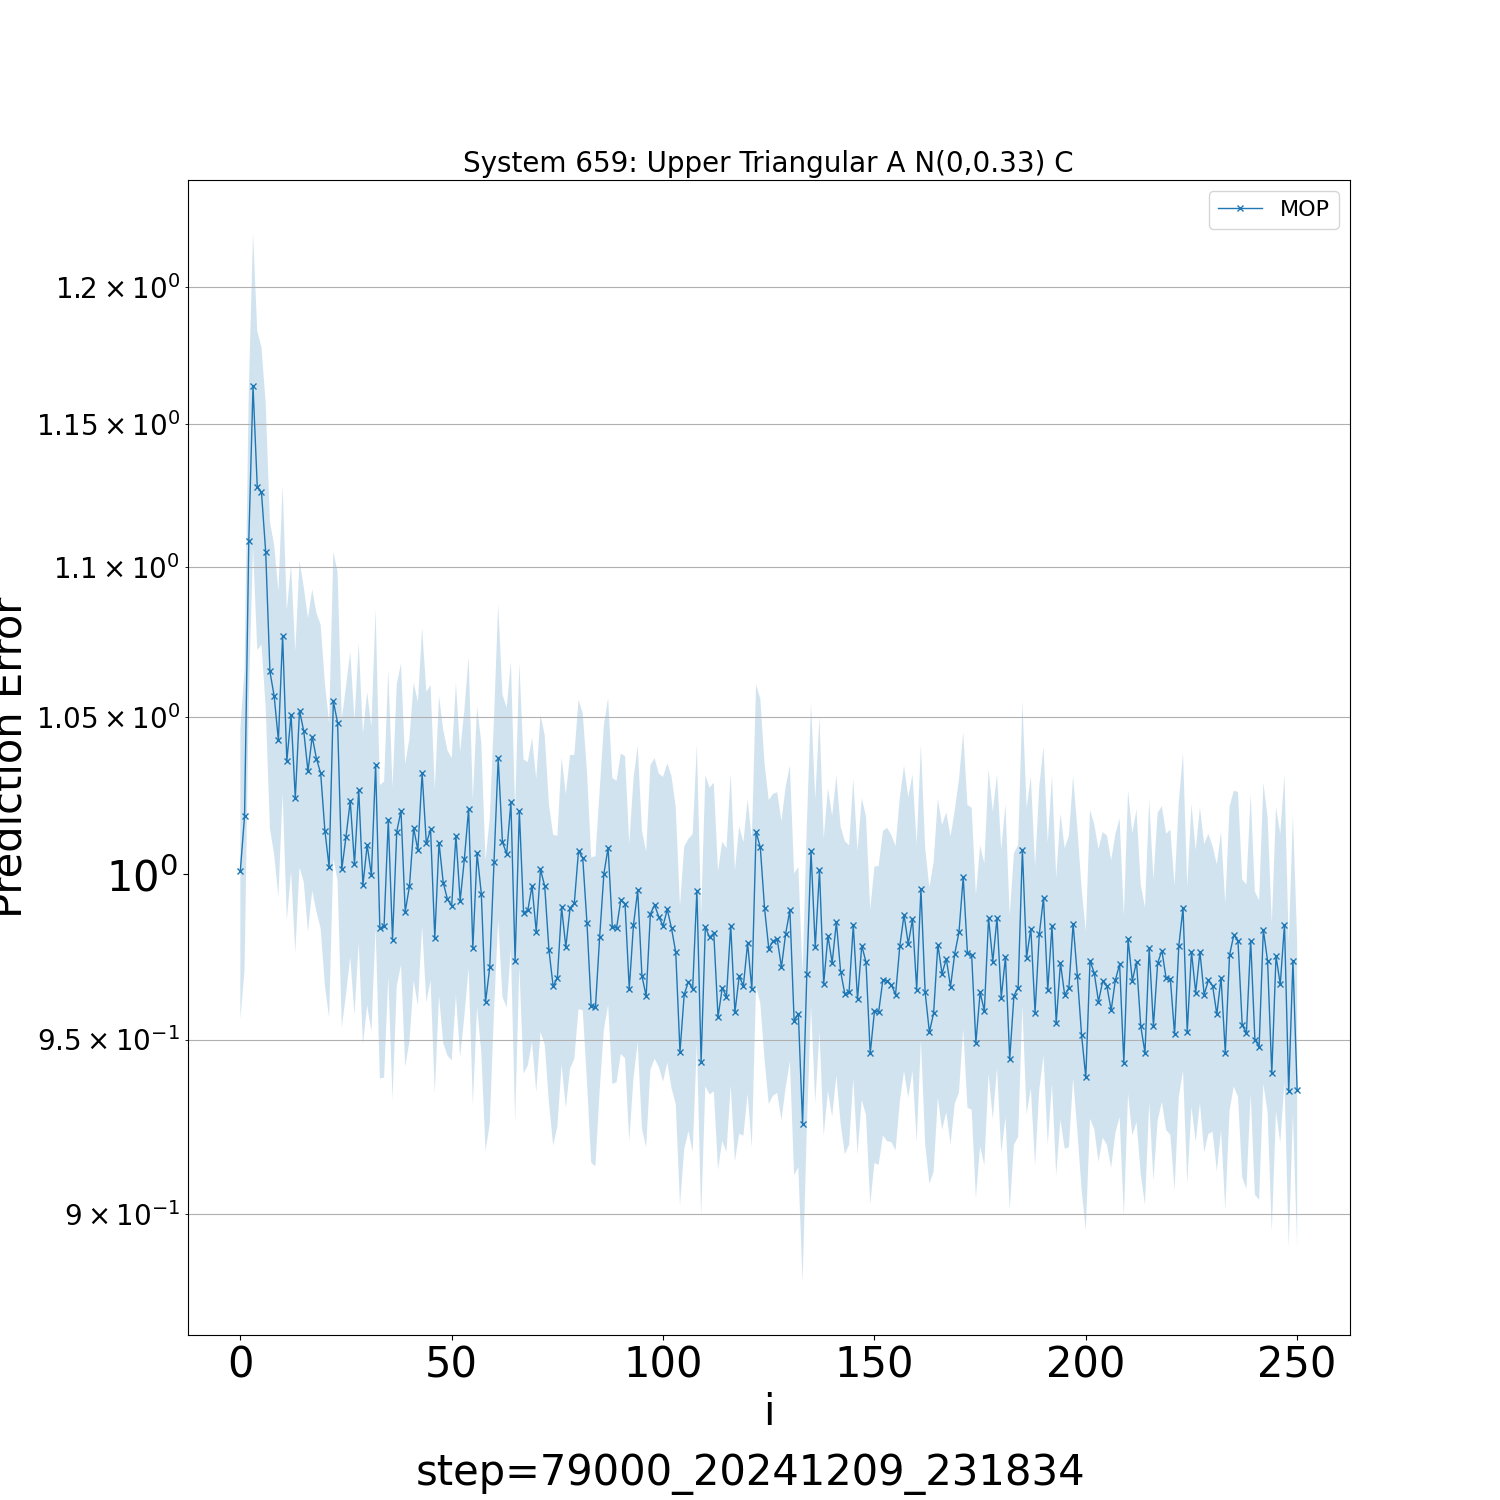 System 659: Upper Triangular A N(0,0.33) C
MOP
1.2 × 10⁰
1.15 × 10⁰
1.1 × 10⁰
1.05 × 10⁰
10⁰
9.5 × 10⁻¹
9 × 10⁻¹
Prediction Error
0 50 100 150 200 250
i
step=79000_20241209_231834